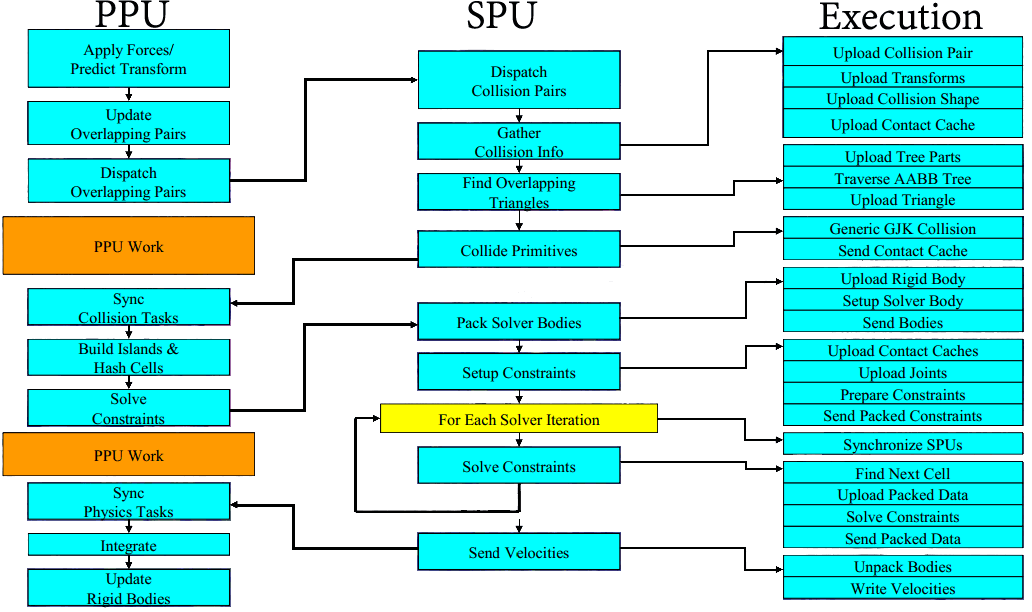 PPU
SPU
Execution
Apply Forces/
Predict Transform
Update
Overlapping Pairs
Dispatch
Overlapping Pairs
PPU Work
Sync
Collision Tasks
Build Islands &
Hash Cells
Solve
Constraints
PPU Work
Sync
Physics Tasks
Integrate
Update
Rigid Bodies
Dispatch
Collision Pairs
Gather
Collision Info
Find Overlapping
Triangles
Collide Primitives
Pack Solver Bodies
Setup Constraints
For Each Solver Iteration
Solve Constraints
Send Velocities
Upload Collision Pair
Upload Transforms
Upload Collision Shape
Upload Contact Cache
Upload Tree Parts
Traverse AABB Tree
Upload Triangle
Generic GJK Collision
Send Contact Cache
Upload Rigid Body
Setup Solver Body
Send Bodies
Upload Contact Caches
Upload Joints
Prepare Constraints
Send Packed Constraints
Synchronize SPUs
Find Next Cell
Upload Packed Data
Solve Constraints
Send Packed Data
Unpack Bodies
Write Velocities